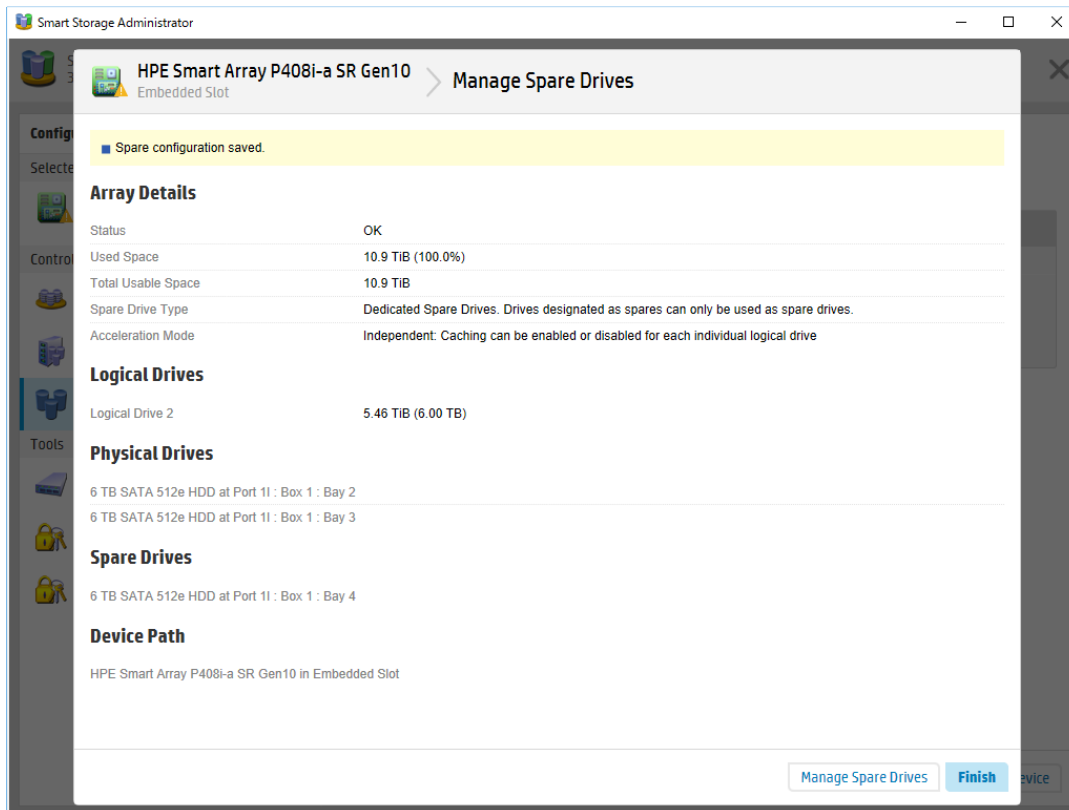 Smart Storage Administrator
HPE Smart Array P408i-a SR Gen10
Embedded Slot
Manage Spare Drives
Spare configuration saved.
Array Details
Status OK
Used Space 10.9 TiB (100.0%)
Total Usable Space 10.9 TiB
Spare Drive Type Dedicated Spare Drives. Drives designated as spares can only be used as spare drives.
Acceleration Mode Independent: Caching can be enabled or disabled for each individual logical drive
Logical Drives
Logical Drive 2 5.46 TiB (6.00 TB)
Physical Drives
6 TB SATA 512e HDD at Port 1I : Box 1 : Bay 2
6 TB SATA 512e HDD at Port 1I : Box 1 : Bay 3
Spare Drives
6 TB SATA 512e HDD at Port 1I : Box 1 : Bay 4
Device Path
HPE Smart Array P408i-a SR Gen10 in Embedded Slot
Manage Spare Drives Finish
Config
Selecte
Control
Tools
evice